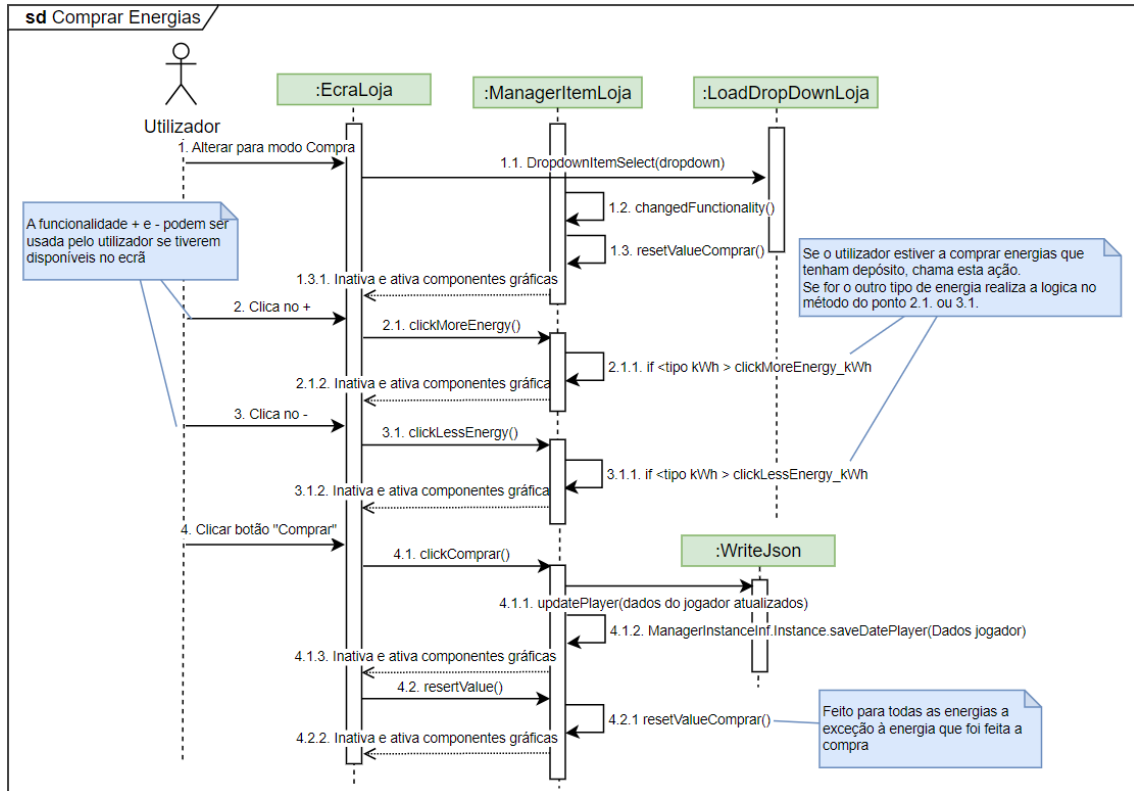 sd Comprar Energias
:EcraLoja
:ManagerItemLoja
:LoadDropDownLoja
Utilizador
1. Alterar para modo Compra
1.1. DropdownItemSelect(dropdown)
1.2. changedFunctionality()
A funcionalidade + e - podem ser
usada pelo utilizador se tiverem
disponíveis no ecrã
1.3. resetValueComprar()
Se o utilizador estiver a comprar energias que
tenham depósito, chama esta ação.
Se for o outro tipo de energia realiza a logica no
método do ponto 2.1. ou 3.1.
1.3.1. Inativa e ativa componentes gráficas
2. Clica no +
2.1. clickMoreEnergy()
2.1.1. if <tipo kWh > clickMoreEnergy_kWh
2.1.2. Inativa e ativa componentes gráfica
3. Clica no -
3.1. clickLessEnergy()
3.1.1. if <tipo kWh > clickLessEnergy_kWh
3.1.2. Inativa e ativa componentes gráfica
4. Clicar botão "Comprar"
4.1. clickComprar()
:WriteJson
4.1.1. updatePlayer(dados do jogador atualizados)
4.1.2. ManagerInstanceInf.Instance.saveDatePlayer(Dados jogador)
4.1.3. Inativa e ativa componentes gráficas
4.2. resertValue()
4.2.1 resetValueComprar()
Feito para todas as energias a
exceção à energia que foi feita a
compra
4.2.2. Inativa e ativa componentes gráficas